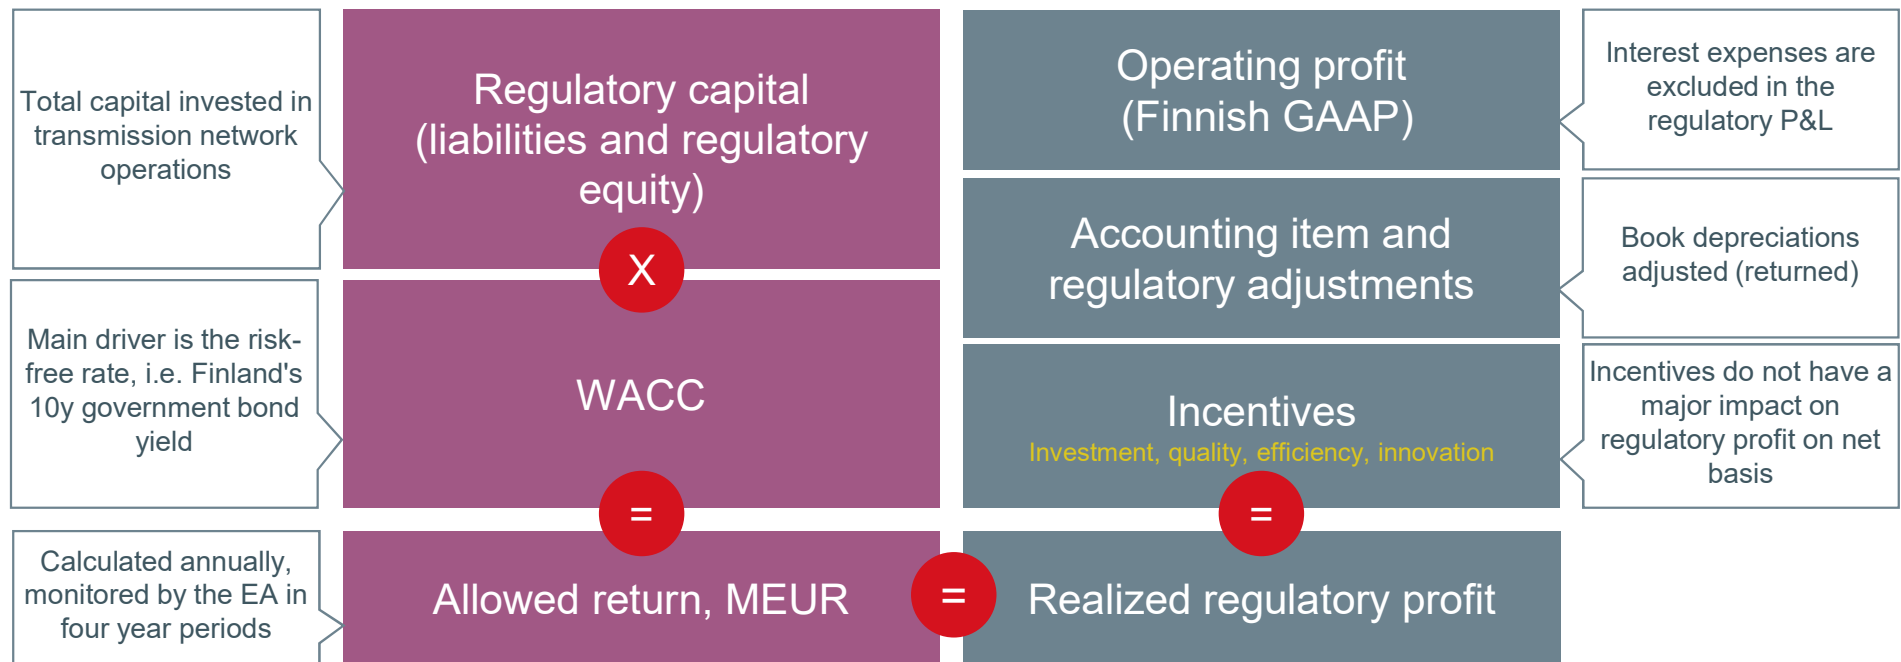 Total capital invested in
transmission network
operations
Regulatory capital
(liabilities and regulatory
equity)
X
Main driver is the risk-
free rate, i.e. Finland's
10y government bond
yield
WACC
=
Calculated annually,
monitored by the EA in
four year periods
Allowed return, MEUR
=
Operating profit
(Finnish GAAP)
Interest expenses are
excluded in the
regulatory P&L
Accounting item and
regulatory adjustments
Book depreciations
adjusted (returned)
Incentives
Investment, quality, efficiency, innovation
Incentives do not have a
major impact on
regulatory profit on net
basis
=
Realized regulatory profit